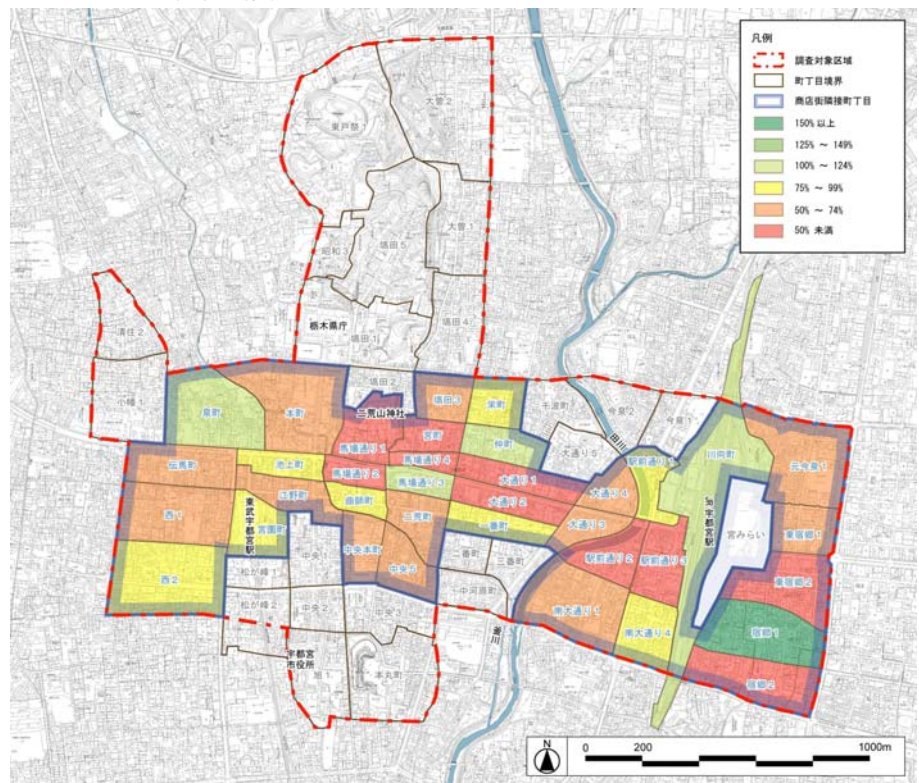 凡例
調査対象区域
町丁目境界
商店街隣接町丁目
150% 以上
125% ～ 149%
100% ～ 124%
75% ～ 99%
50% ～ 74%
50% 未満
大曽 2
東戸祭 1
大曽 1
塙田 5
昭和 3
塙田 4
栃木県庁
塙田 1
清住 2
小幡 1
塙田 2
泉町
本町
二荒山神社
塙田 3
栄町
千波町
今泉 2
今泉 1
田川
大通り 5
駅前通り 1
川向町
元今泉 1
馬場通り 1
宮町
仲町
伝馬町
池上町
馬場通り 2
馬場通り 4
馬場通り 3
大通り 1
大通り 2
大通り 4
大通り 3
JR 宇都宮駅
宮みらい
東宿郷 1
東宿郷 2
西 1
江野町
曲師町
二荒町
一番町
東武宇都宮駅
宮園町
中央 1
中央本町
中央 5
二番町
三番町
駅前通り 2
駅前通り 3
西 2
松が峰 1
松が峰 2
中央 2
中央 3
中河原町
南大通り 1
南大通り 4
宿郷 1
宿郷 2
釜川
宇都宮
市役所
旭 1
本丸町
N
0
200
1000m